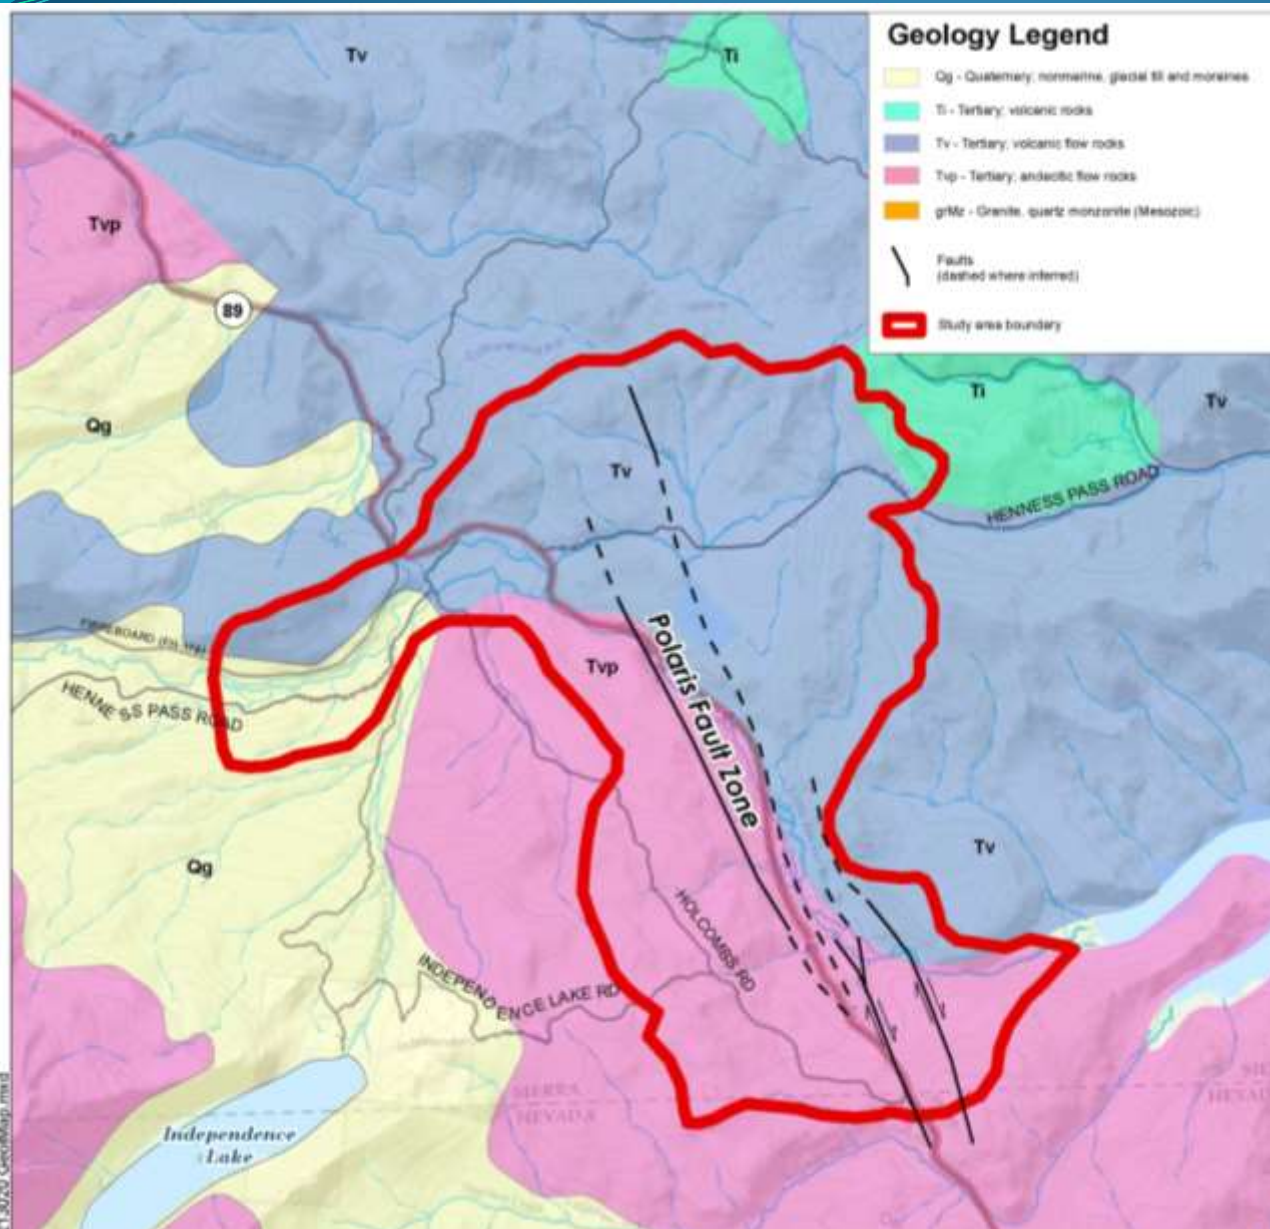 Geology Legend
Qg - Quaternary; nonmarine, glacial till and moraines
Ti - Tertiary; volcanic rocks
Tv - Tertiary; volcanic flow rocks
Tvp - Tertiary; andecitic flow rocks
grMz - Granite, quartz monzonite (Mesozoic)
Faults
(dashed where inferred)
Study area boundary
Tv
Ti
Tvp
89
Qg
Ti
Tv
Tv
HENNESS PASS ROAD
HENNESS PASS ROAD
Polaris Fault Zone
Tvp
Tv
Qg
HOLCOMBS RD
INDEPENDENCE LAKE RD
SIERRA
NEVADA
Independence
Lake